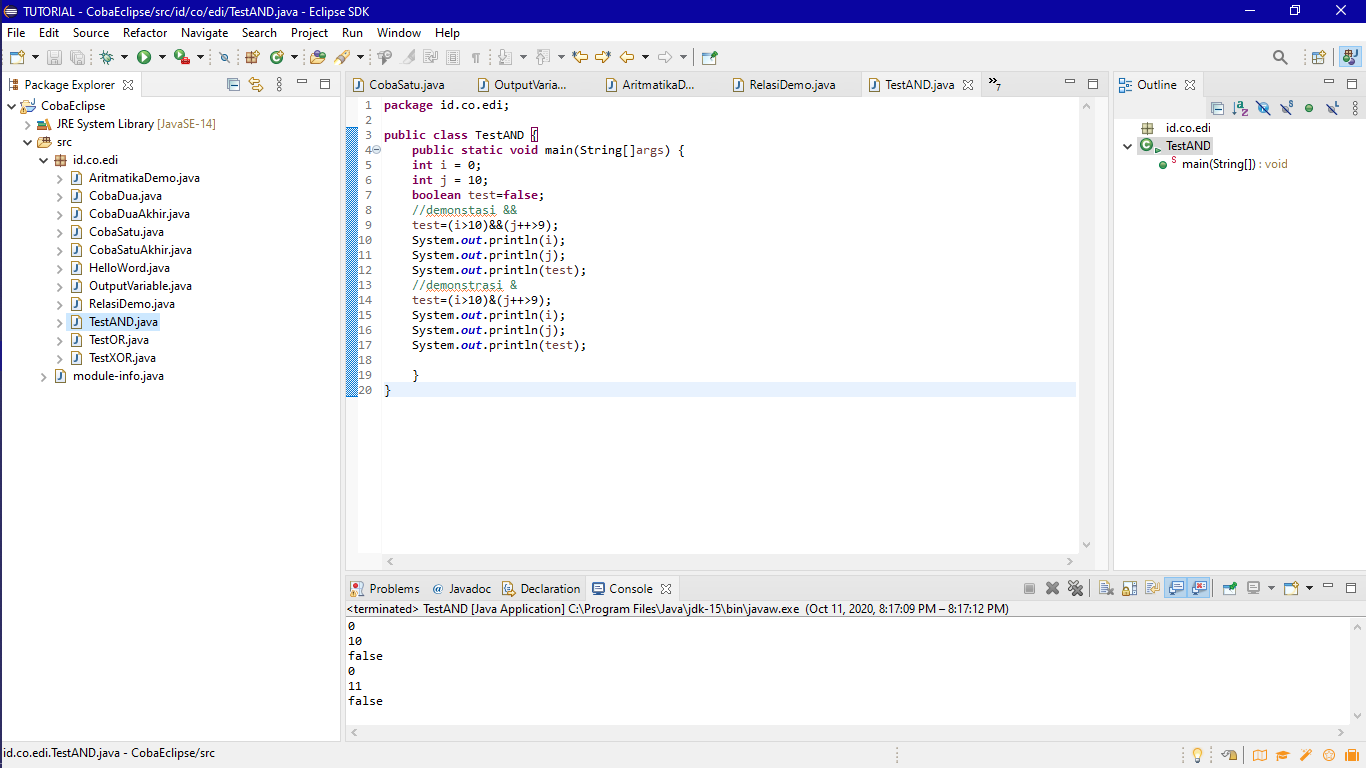 TUTORIAL - CobaEclipse/src/id/co/edi/TestAND.java - Eclipse SDK
File Edit Source Refactor Navigate Search Project Run Window Help
Package Explorer
CobaEclipse
JRE System Library [JavaSE-14]
src
id.co.edi
AritmatikaDemo.java
CobaDua.java
CobaDuaAkhir.java
CobaSatu.java
CobaSatuAkhir.java
HelloWord.java
OutputVariable.java
RelasiDemo.java
TestAND.java
TestOR.java
TestXOR.java
module-info.java
CobaSatu.java OutputVaria... AritmatikaD... RelasiDemo.java TestAND.java »7
1 package id.co.edi;
2
3 public class TestAND {
4 public static void main(String[]args) {
5 int i = 0;
6 int j = 10;
7 boolean test=false;
8 //demonstasi &&
9 test=(i>10)&&(j++>9);
10 System.out.println(i);
11 System.out.println(j);
12 System.out.println(test);
13 //demonstrasi &
14 test=(i>10)&(j++>9);
15 System.out.println(i);
16 System.out.println(j);
17 System.out.println(test);
18
19 }
20 }
Outline
id.co.edi
TestAND
main(String[]) : void
Problems @ Javadoc Declaration Console
<terminated> TestAND [Java Application] C:\Program Files\Java\jdk-15\bin\javaw.exe (Oct 11, 2020, 8:17:09 PM – 8:17:12 PM)
0
10
false
0
11
false
id.co.edi.TestAND.java - CobaEclipse/src